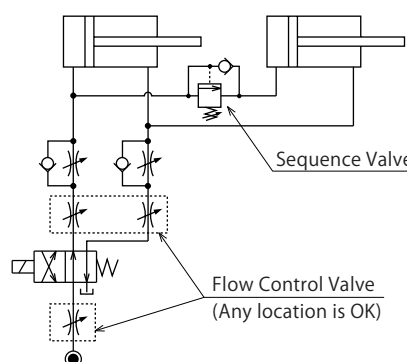 Sequence Valve
Flow Control Valve
(Any location is OK)